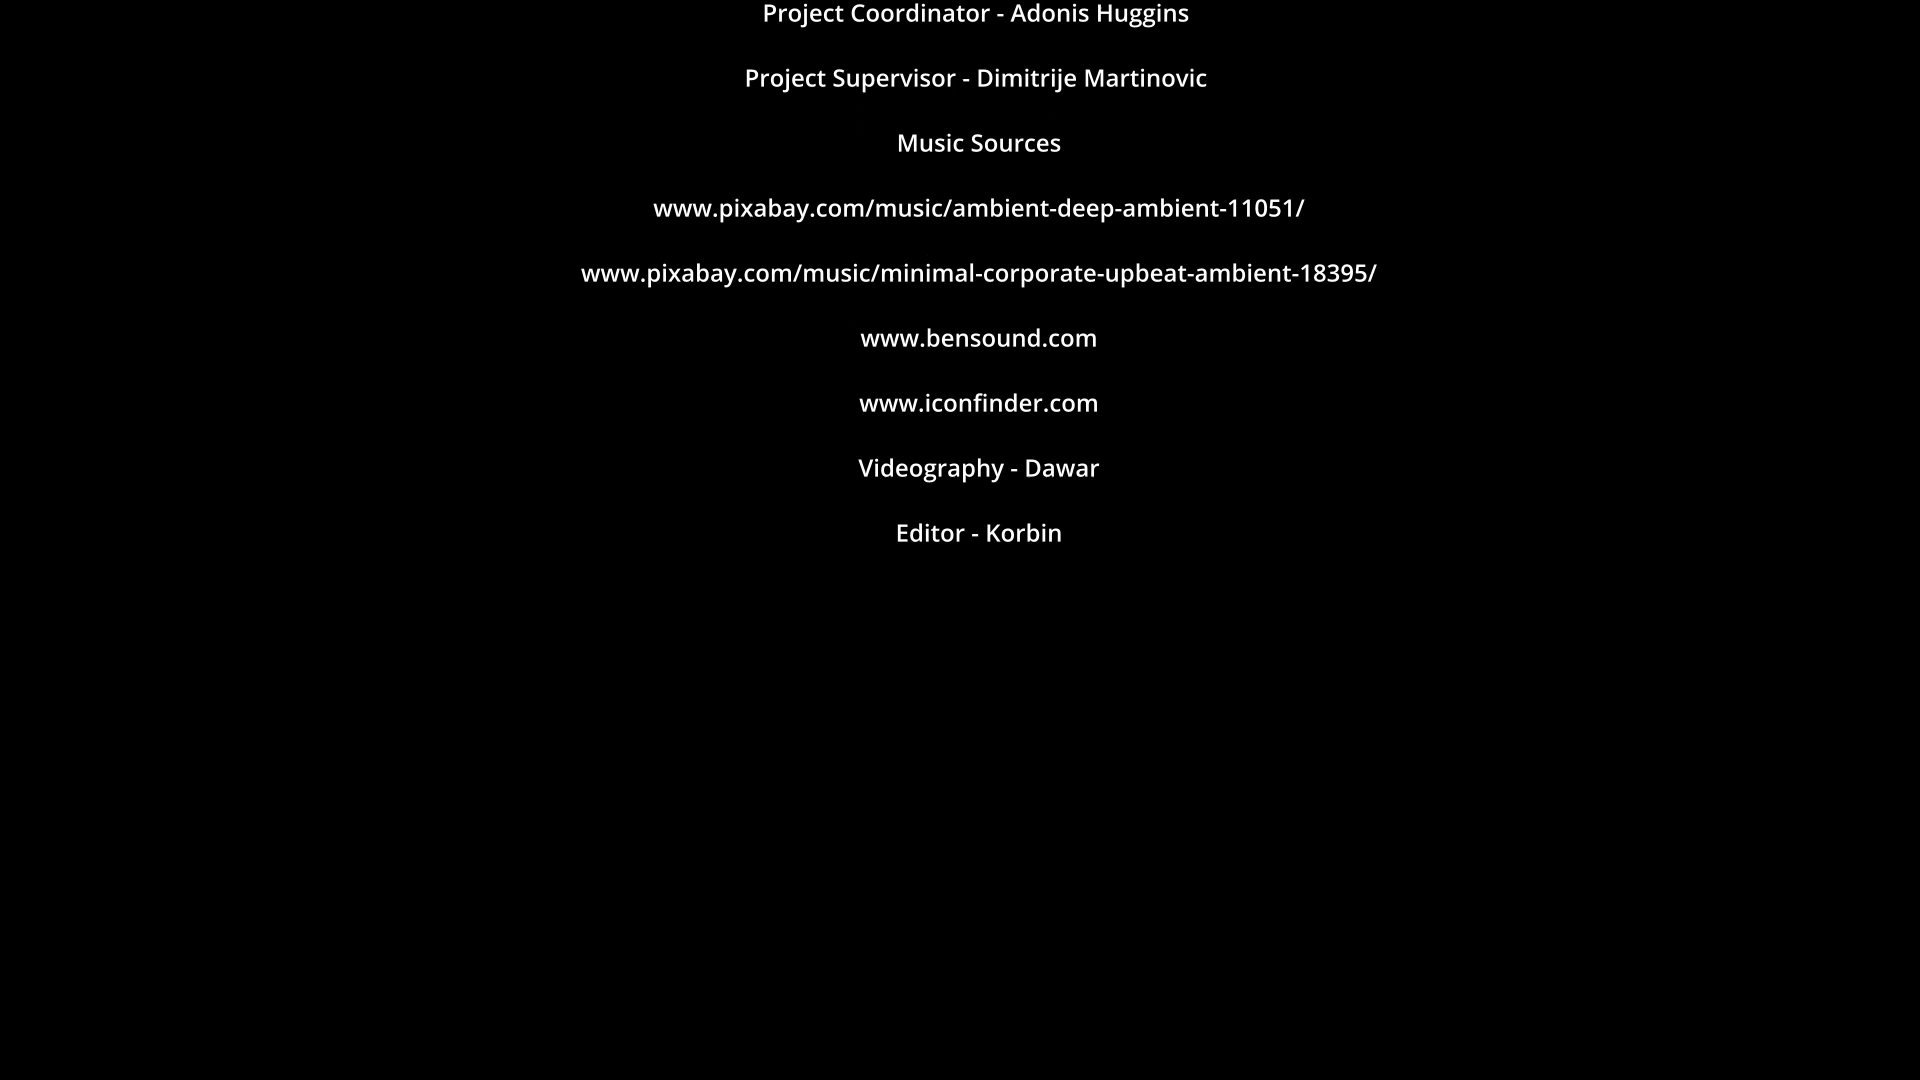 Project Coordinator - Adonis Huggins
Project Supervisor - Dimitrije Martinovic
Music Sources
www.pixabay.com/music/ambient-deep-ambient-11051/
www.pixabay.com/music/minimal-corporate-upbeat-ambient-18395/
www.bensound.com
www.iconfinder.com
Videography - Dawar
Editor - Korbin